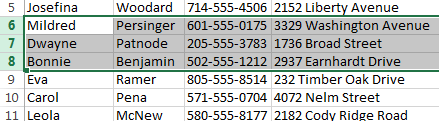 5 Josefina Woodard 714-555-4506 2152 Liberty Avenue
6 Mildred Persinger 601-555-0175 3329 Washington Avenue
7 Dwayne Patnode 205-555-3783 1736 Broad Street
8 Bonnie Benjamin 502-555-1212 2937 Earnhardt Drive
9 Eva Ramer 805-555-8514 232 Timber Oak Drive
10 Carol Pena 571-555-0704 4072 Nelm Street
11 Leola McNew 580-555-8177 2182 Cody Ridge Road